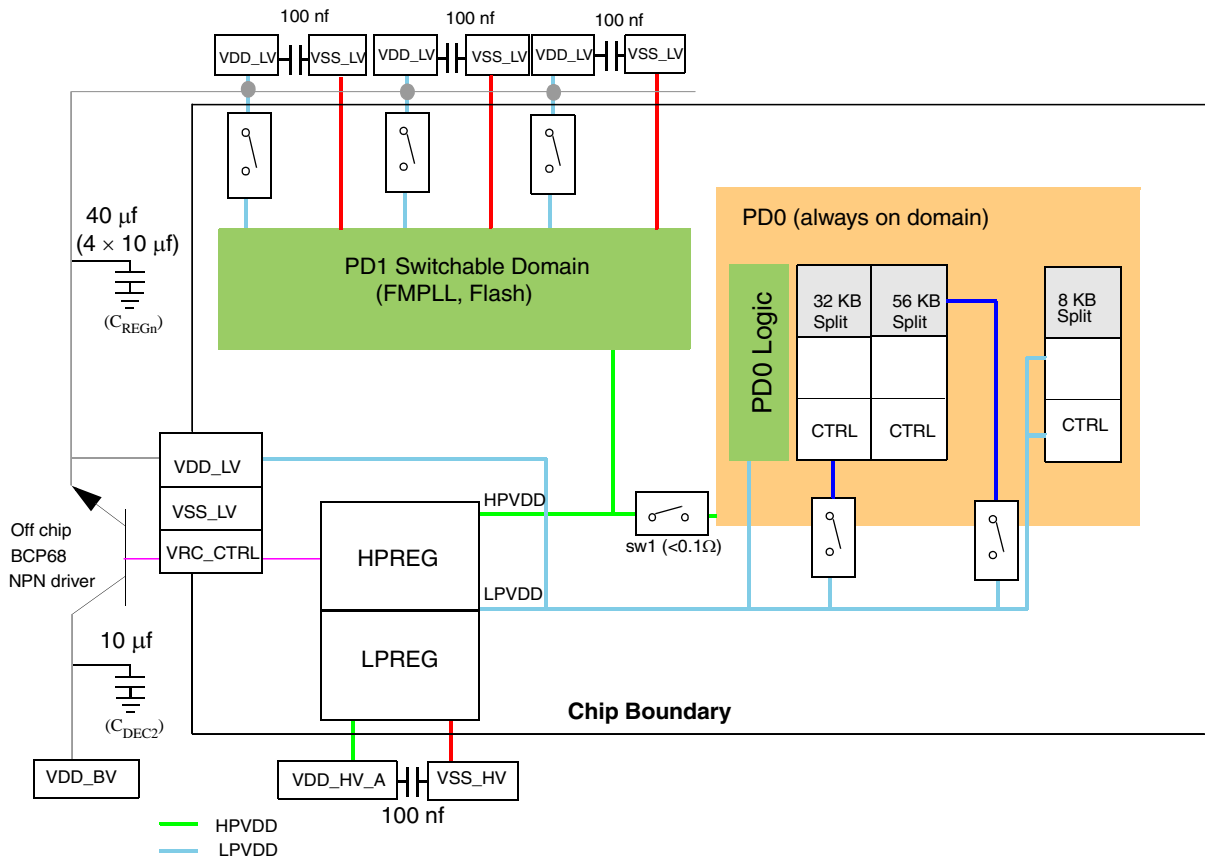 100 nf
100 nf
100 nf
VDD_LV
VSS_LV
VDD_LV
VSS_LV
VDD_LV
VSS_LV
40 μf
(4 × 10 μf)
(CREGn)
PD1 Switchable Domain
(FMPLL, Flash)
PD0 (always on domain)
PD0 Logic
32 KB
Split
56 KB
Split
8 KB
Split
CTRL
CTRL
CTRL
VDD_LV
VSS_LV
VRC_CTRL
Off chip
BCP68
NPN driver
HPVDD
sw1 (<0.1Ω)
HPREG
LPVDD
LPREG
10 μf
(CDEC2)
Chip Boundary
VDD_BV
VDD_HV_A
VSS_HV
100 nf
HPVDD
LPVDD